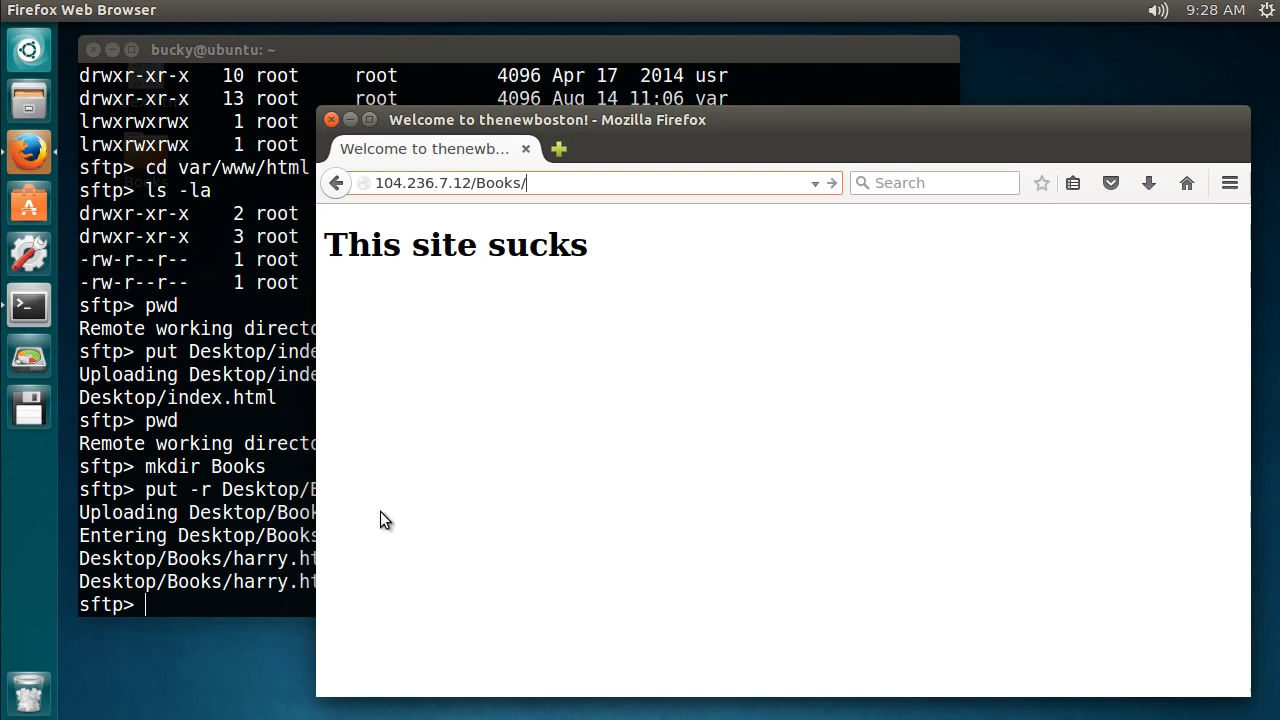 Firefox Web Browser
9:28 AM
bucky@ubuntu: ~
drwxr-xr-x 10 root root 4096 Apr 17 2014 usr
drwxr-xr-x 13 root root 4096 Aug 14 11:06 var
lrwxrwxrwx 1 root
lrwxrwxrwx 1 root
sftp> cd var/www/html
sftp> ls -la
drwxr-xr-x 2 root
drwxr-xr-x 3 root
-rw-r--r-- 1 root
-rw-r--r-- 1 root
sftp> pwd
Remote working directo
sftp> put Desktop/inde
Uploading Desktop/inde
Desktop/index.html
sftp> pwd
Remote working directo
sftp> mkdir Books
sftp> put -r Desktop/B
Uploading Desktop/Book
Entering Desktop/Books
Desktop/Books/harry.ht
Desktop/Books/harry.ht
sftp>
Welcome to thenewboston! - Mozilla Firefox
Welcome to thenewb...
104.236.7.12/Books/
Search
This site sucks